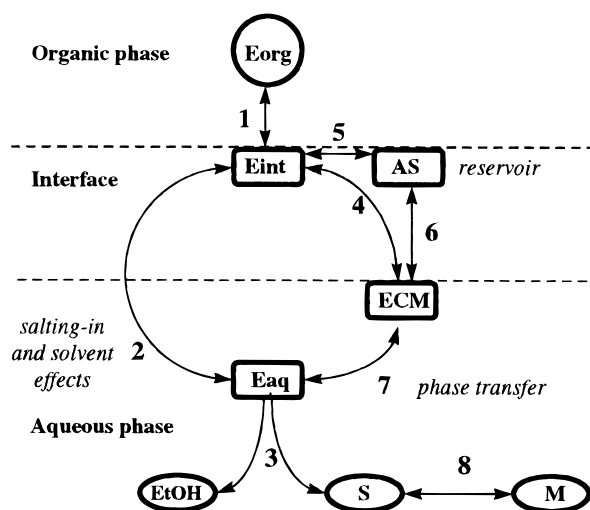 Organic phase
Eorg
1
5
Interface
Eint
AS
reservoir
4
6
ECM
salting-in
and solvent
effects
2
Eaq
7
phase transfer
Aqueous phase
3
8
EtOH
S
M